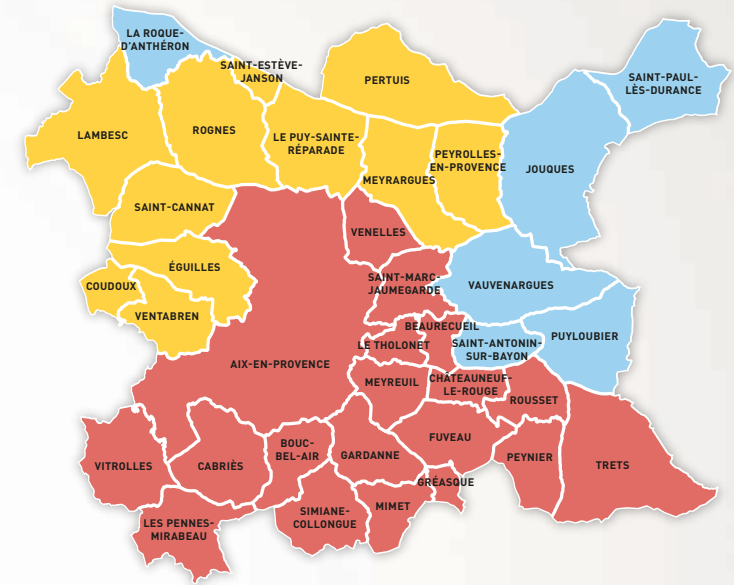 LA ROQUE-
D'ANTHÉRON
SAINT-ESTÈVE-
JANSON
PERTUIS
SAINT-PAUL-
LÈS-DURANCE
LAMBESC
ROGNES
LE PUY-SAINTE-
RÉPARADE
PEYROLLES-
EN-PROVENCE
MEYRARGUES
JOUQUES
SAINT-CANNAT
VENELLES
ÉGUILLES
SAINT-MARC-
JAUMEGARDE
COUDOUX
VAUVENARGUES
VENTABREN
BEAURECUEIL
LE THOLONET
SAINT-ANTONIN-
SUR-BAYON
PUYLOUBIER
AIX-EN-PROVENCE
MEYREUIL
CHÂTEAUNEUF-
LE-ROUGE
ROUSSET
VITROLLES
CABRIÈS
BOUC-
BEL-AIR
GARDANNE
FUVEAU
PEYNIER
TRETS
GRÉASQUE
LES PENNES-
MIRABEAU
SIMIANE-
COLLONGUE
MIMET